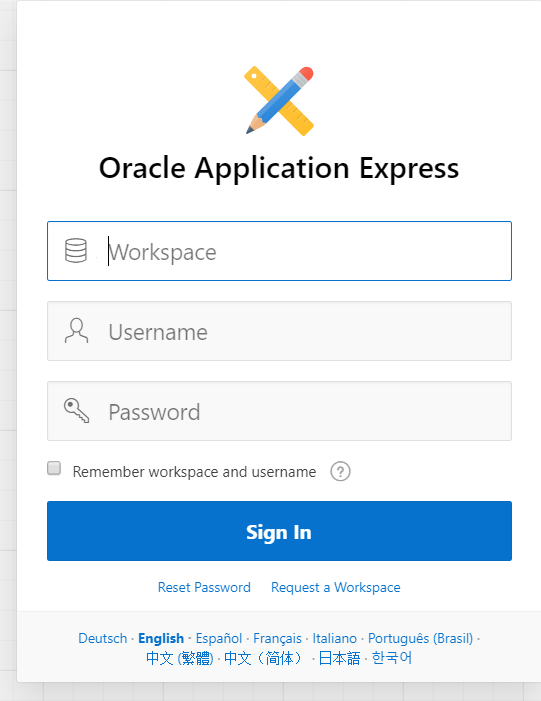 Oracle Application Express
Workspace
Username
Password
Remember workspace and username ?
Sign In
Reset Password Request a Workspace
Deutsch · English · Español · Français · Italiano · Português (Brasil) ·
中文 (繁體) · 中文（简体） · 日本語 · 한국어